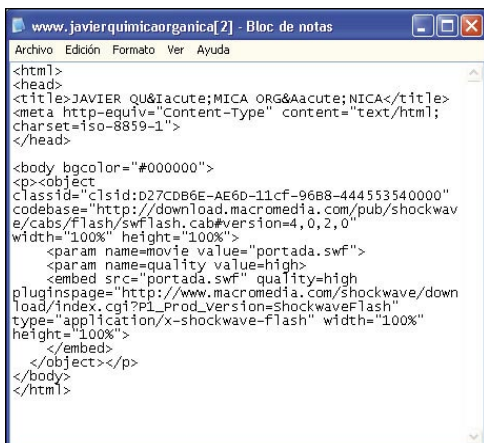 www.javierquimicaorganica[2] - Bloc de notas
Archivo Edición Formato Ver Ayuda
<html>
<head>
<title>JAVIER QU&Iacute;MICA ORG&Aacute;NICA</title>
<meta http-equiv="Content-Type" content="text/html;
charset=iso-8859-1">
</head>
<body bgcolor="#000000">
<p><object
classid="clsid:D27CDB6E-AE6D-11cf-96B8-444553540000"
codebase="http://download.macromedia.com/pub/shockwav
e/cabs/flash/swflash.cab#version=4,0,2,0"
width="100%" height="100%">
<param name=movie value="portada.swf">
<param name=quality value=high>
<embed src="portada.swf" quality=high
pluginspage="http://www.macromedia.com/shockwave/down
load/index.cgi?P1_Prod_Version=ShockwaveFlash"
type="application/x-shockwave-flash" width="100%"
height="100%">
</embed>
</object></p>
</body>
</html>